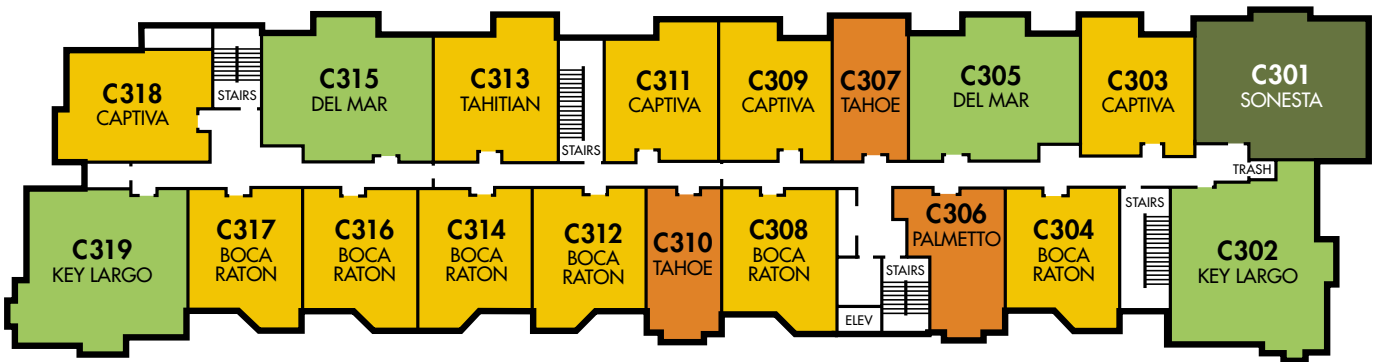 C318
CAPTIVA
STAIRS
C315
DEL MAR
C313
TAHITIAN
STAIRS
C311
CAPTIVA
C309
CAPTIVA
C307
TAHOE
C305
DEL MAR
C303
CAPTIVA
C301
SONESTA
TRASH
C319
KEY LARGO
C317
BOCA
RATON
C316
BOCA
RATON
C314
BOCA
RATON
C312
BOCA
RATON
C310
TAHOE
C308
BOCA
RATON
ELEV
STAIRS
C306
PALMETTO
C304
BOCA
RATON
STAIRS
C302
KEY LARGO